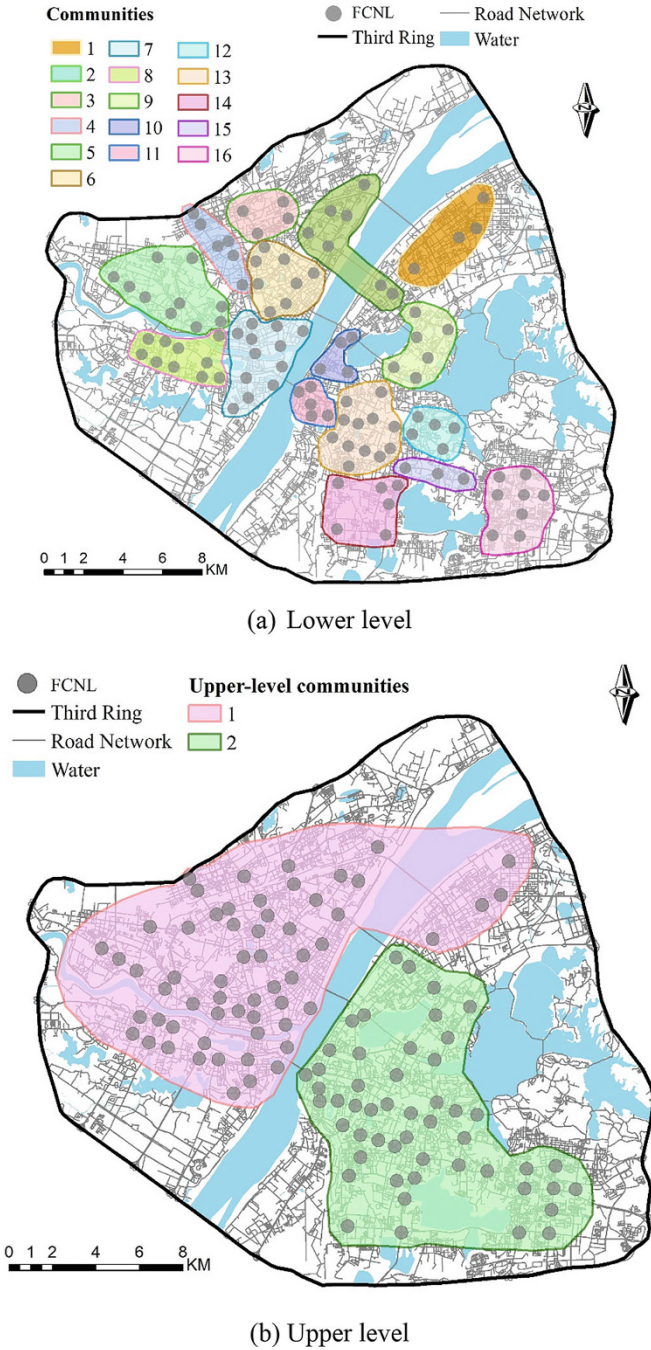 Communities
1 7 12
2 8 13
3 9 14
4 10 15
5 11 16
6
FCNL Road Network
Third Ring Water
N
0 1 2 4 6 8
KM
(a) Lower level
FCNL
Third Ring
Road Network
Water
Upper-level communities
1
2
N
0 1 2 4 6 8
KM
(b) Upper level